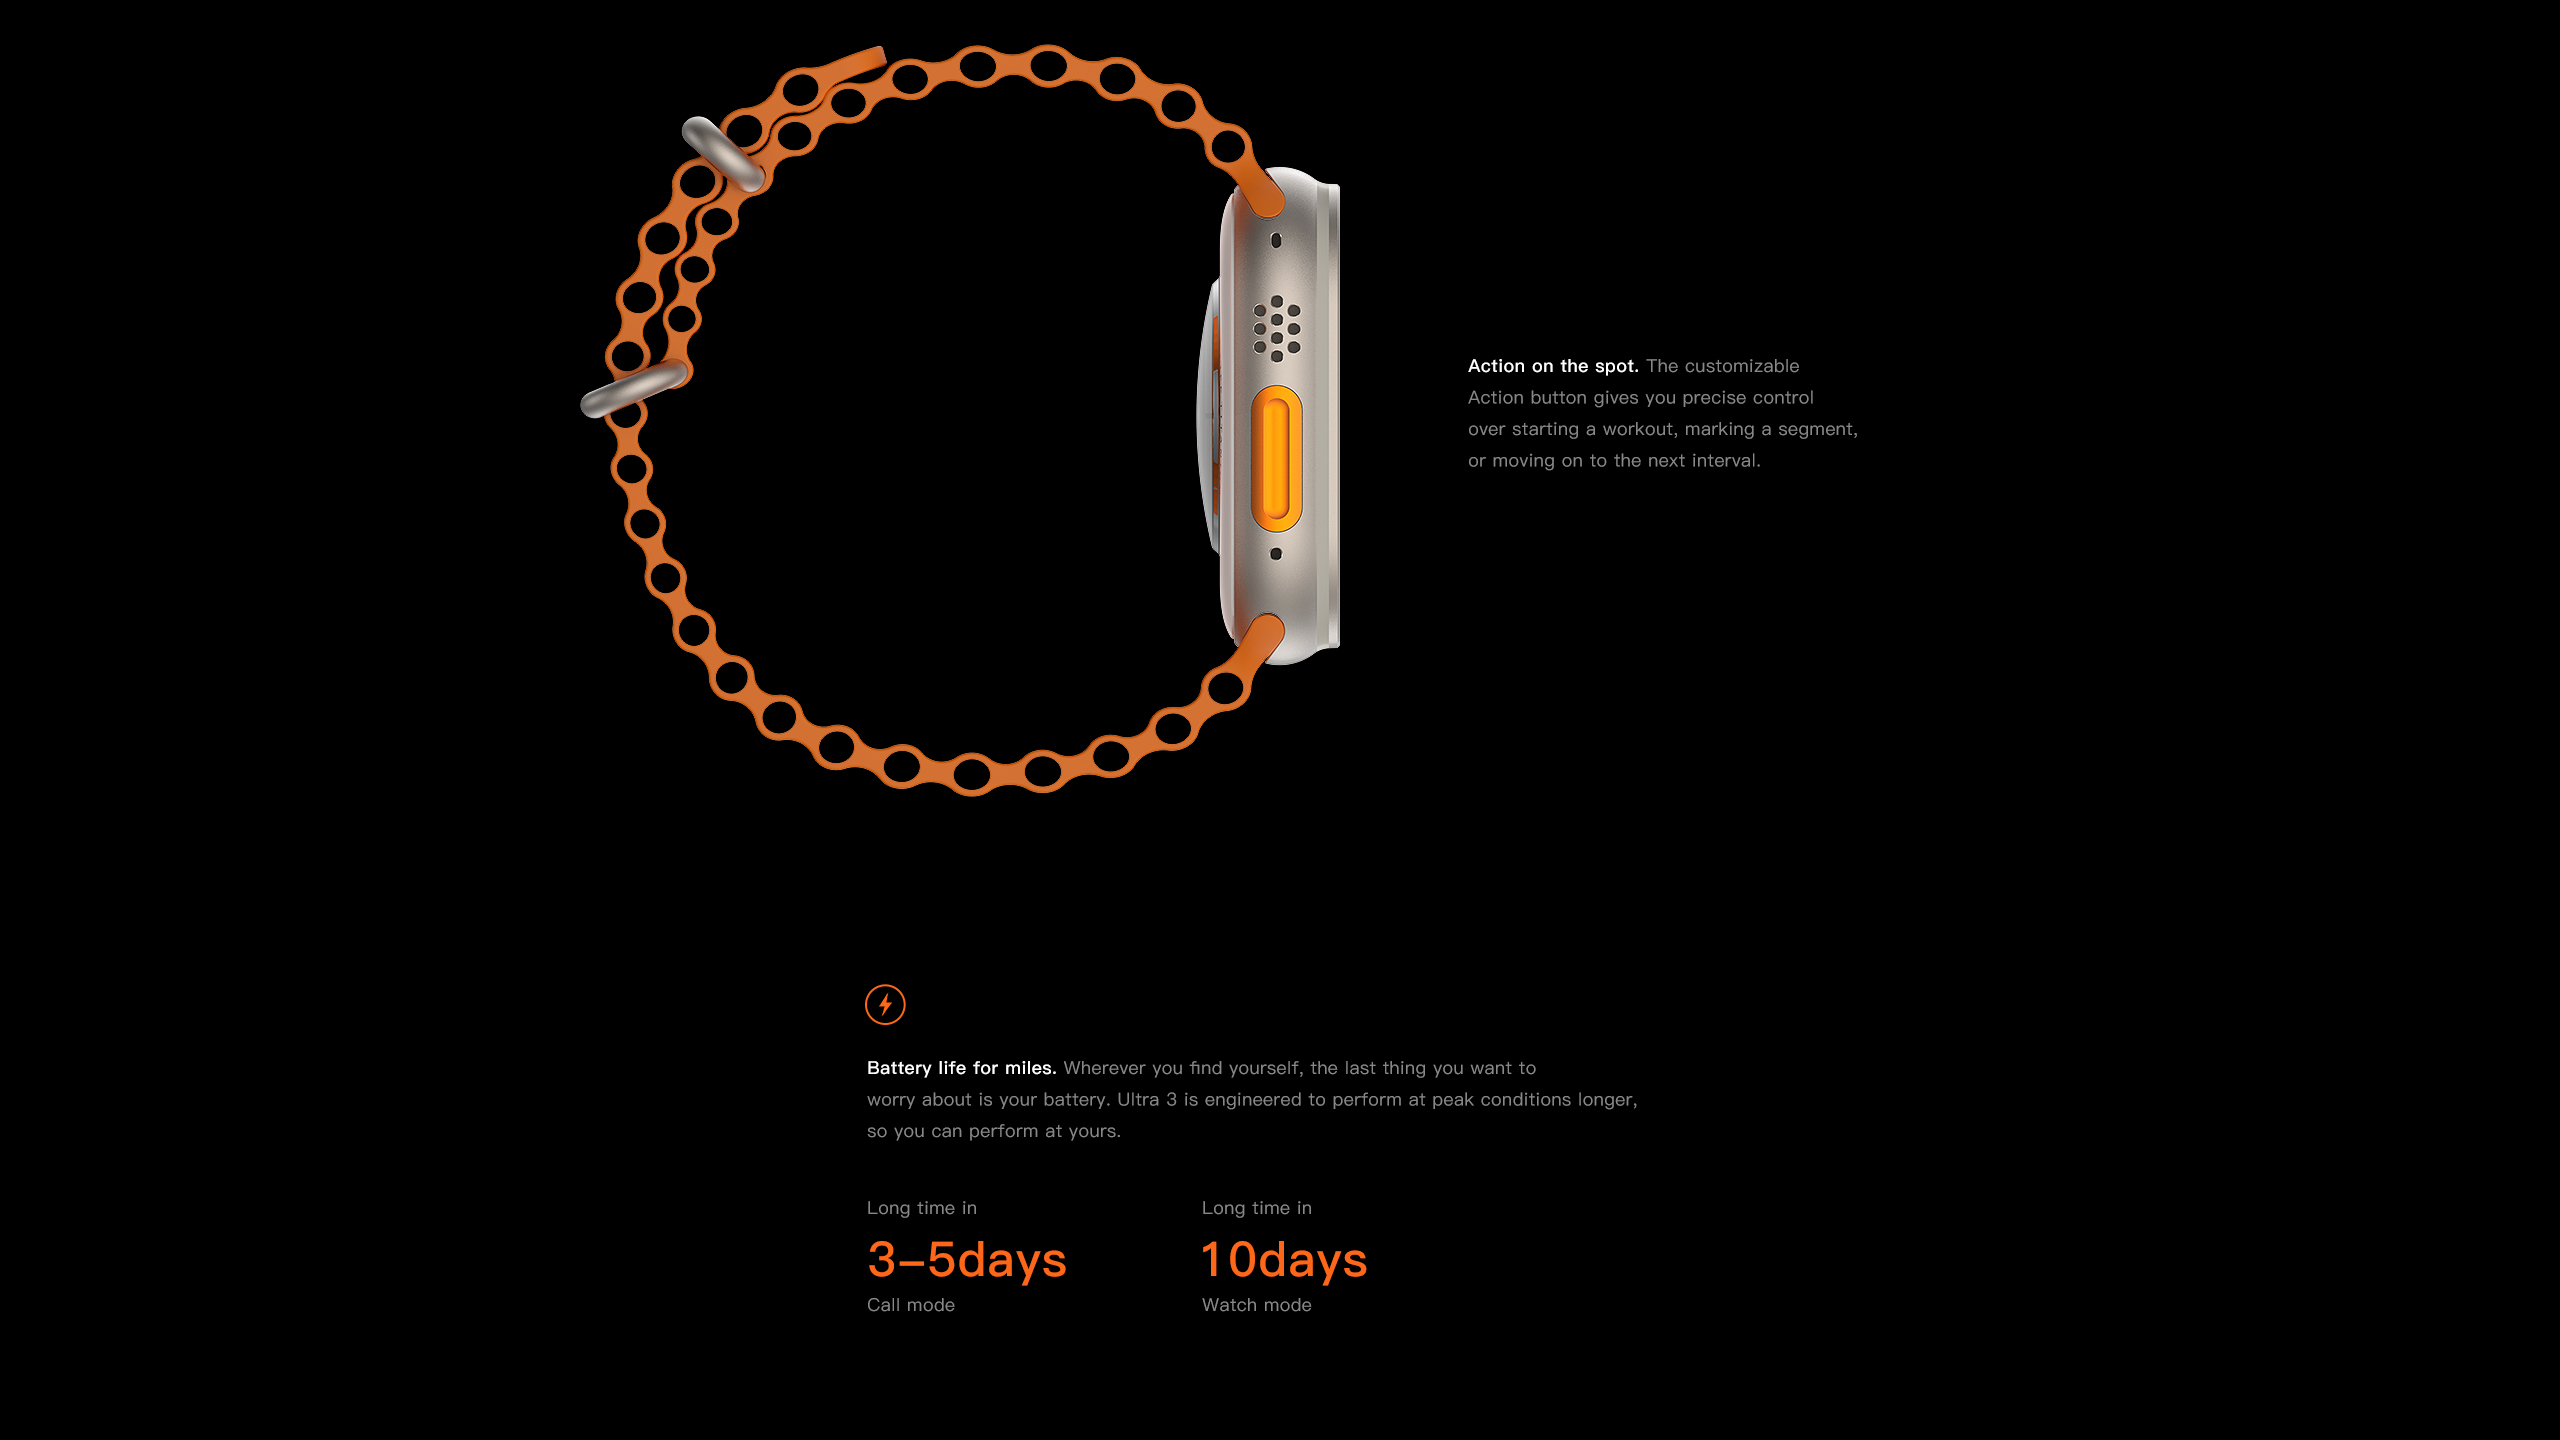 Action on the spot. The customizable
Action button gives you precise control
over starting a workout, marking a segment,
or moving on to the next interval.
Battery life for miles. Wherever you find yourself, the last thing you want to
worry about is your battery. Ultra 3 is engineered to perform at peak conditions longer,
so you can perform at yours.
Long time in
3–5days
Call mode
Long time in
10days
Watch mode